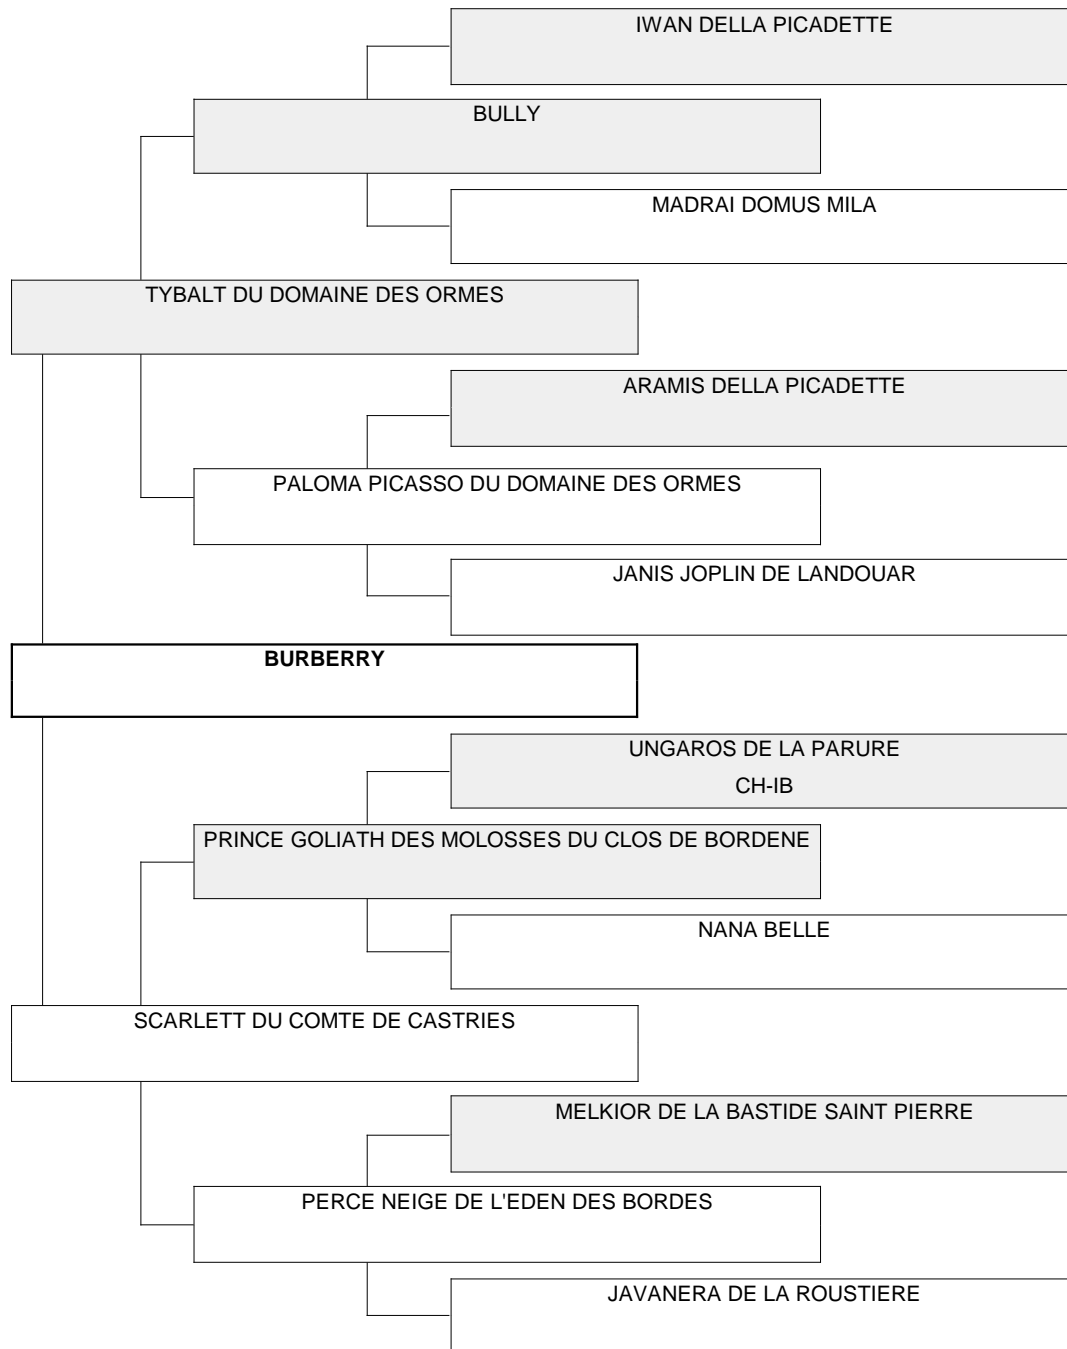 IWAN DELLA PICADETTE
BULLY
MADRAI DOMUS MILA
TYBALT DU DOMAINE DES ORMES
ARAMIS DELLA PICADETTE
PALOMA PICASSO DU DOMAINE DES ORMES
JANIS JOPLIN DE LANDOUAR
BURBERRY
UNGAROS DE LA PARURE
CH-IB
PRINCE GOLIATH DES MOLOSSES DU CLOS DE BORDENE
NANA BELLE
SCARLETT DU COMTE DE CASTRIES
MELKIOR DE LA BASTIDE SAINT PIERRE
PERCE NEIGE DE L'EDEN DES BORDES
JAVANERA DE LA ROUSTIERE